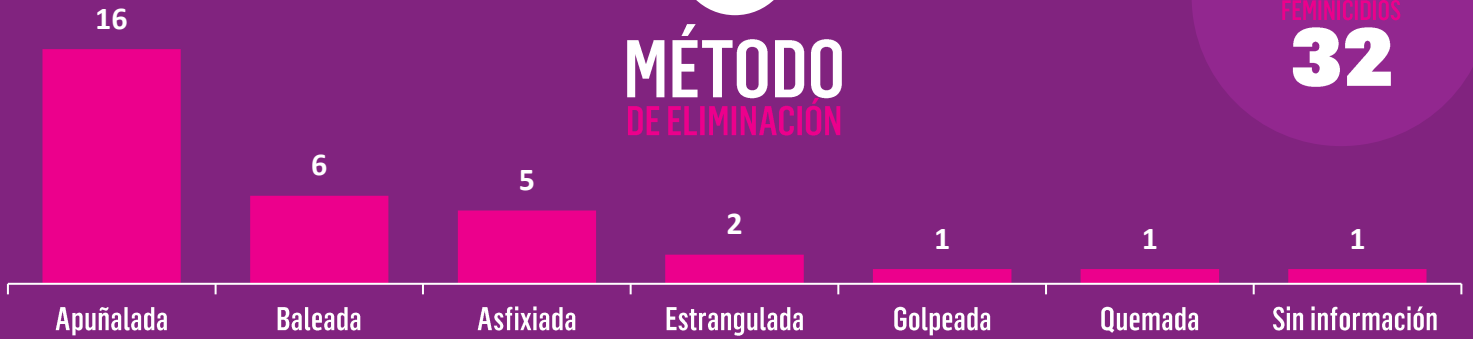 16
MÉTODO
DE ELIMINACIÓN
FEMINICIDIOS
32
6
5
2
1
1
1
Apuñalada
Baleada
Asfixiada
Estrangulada
Golpeada
Quemada
Sin información